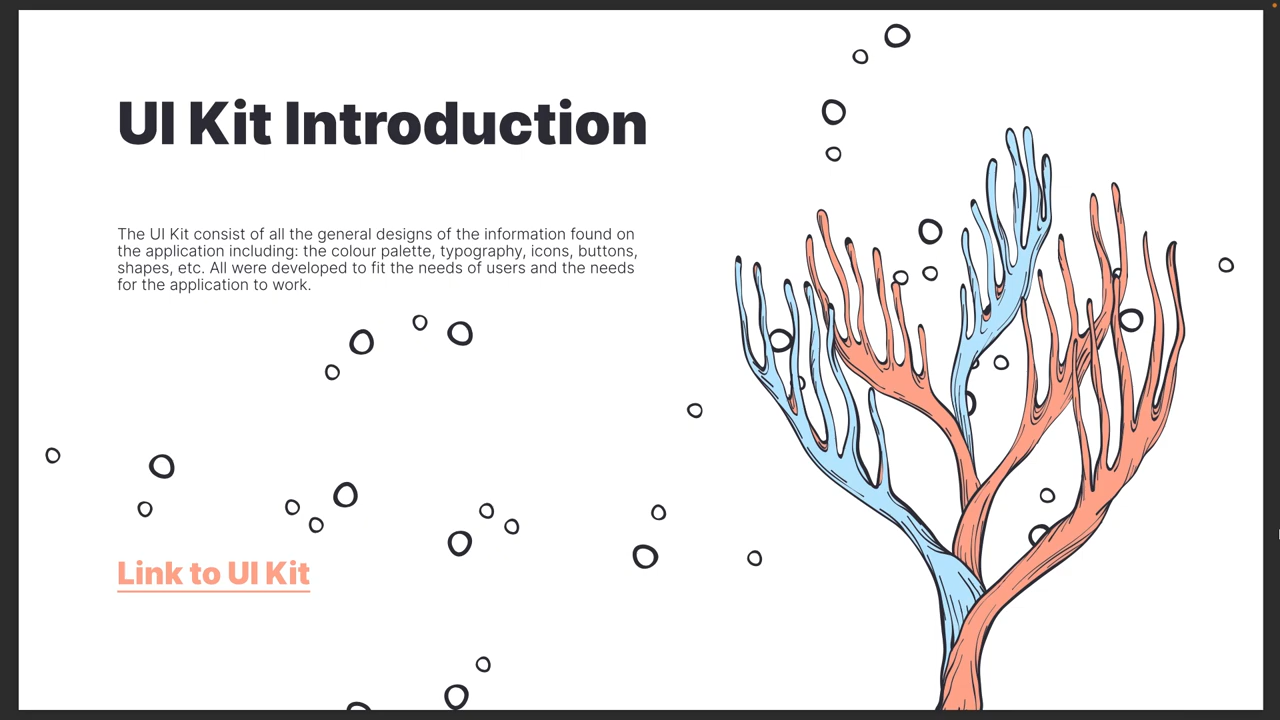 UI Kit Introduction
The UI Kit consist of all the general designs of the information found on
the application including: the colour palette, typography, icons, buttons,
shapes, etc. All were developed to fit the needs of users and the needs
for the application to work.
Link to UI Kit